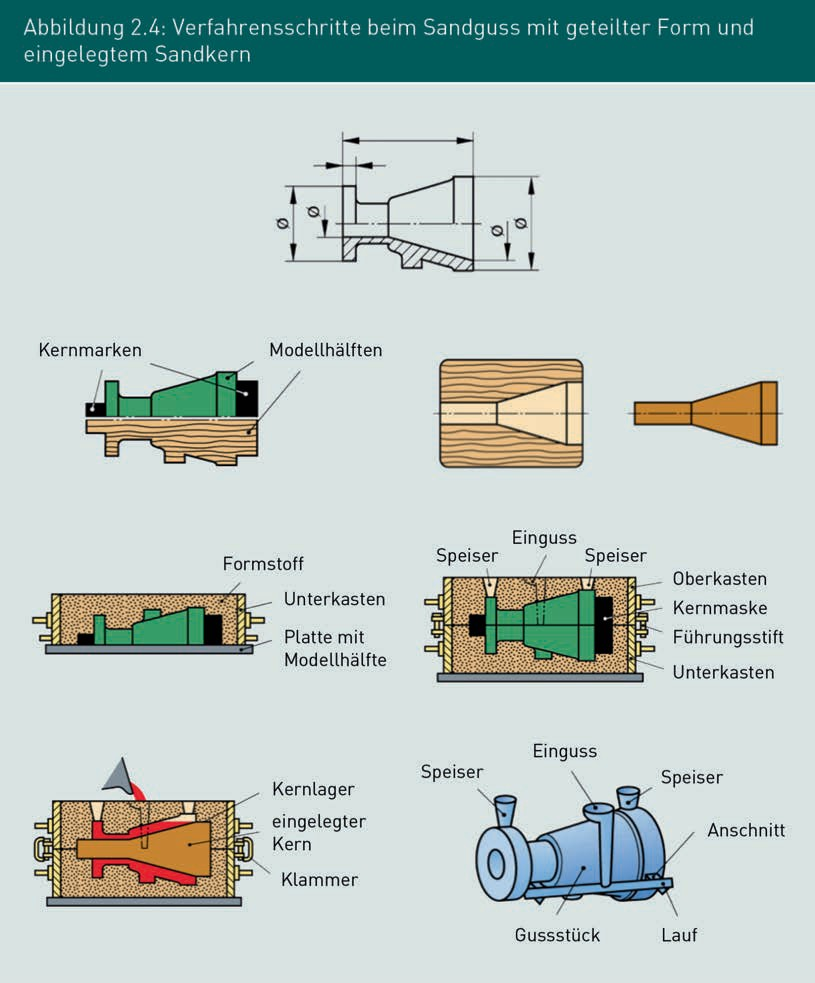 Abbildung 2.4: Verfahrensschritte beim Sandguss mit geteilter Form und
eingelegtem Sandkern
Ø
Ø
Ø
Ø
Kernmarken
Modellhälften
Formstoff
Unterkasten
Platte mit
Modellhälfte
Einguss
Speiser
Speiser
Oberkasten
Kernmaske
Führungsstift
Unterkasten
Kernlager
eingelegter
Kern
Klammer
Einguss
Speiser
Speiser
Anschnitt
Gussstück
Lauf